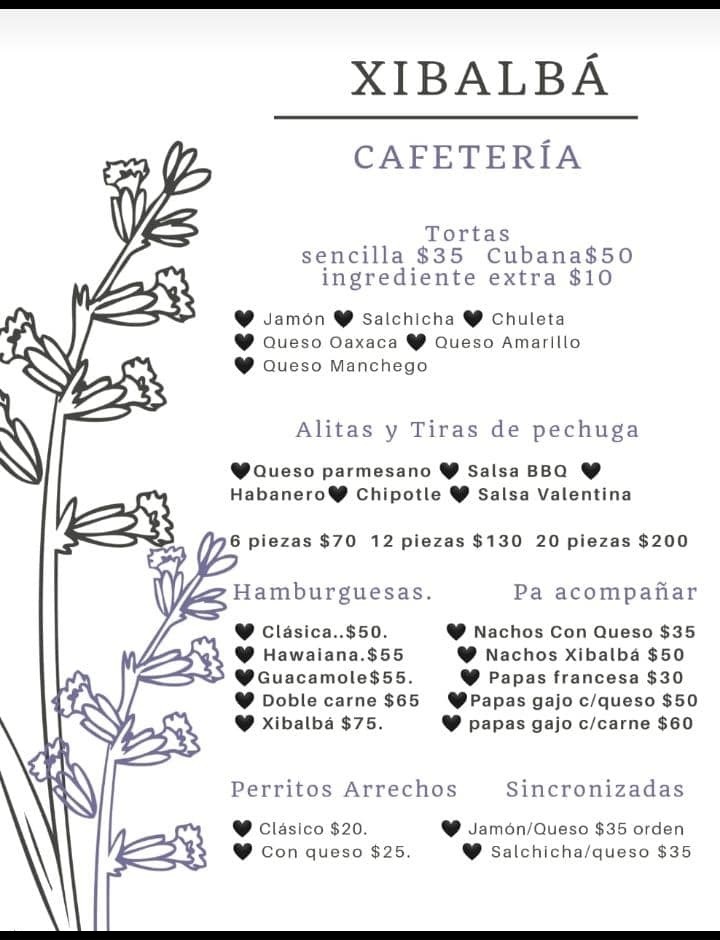 XIBALBÁ
CAFETERÍA
Tortas
sencilla $35 Cubana$50
ingrediente extra $10
🖤 Jamón 🖤 Salchicha 🖤 Chuleta
🖤 Queso Oaxaca 🖤 Queso Amarillo
🖤 Queso Manchego
Alitas y Tiras de pechuga
🖤Queso parmesano 🖤 Salsa BBQ 🖤
Habanero🖤 Chipotle 🖤 Salsa Valentina
6 piezas $70 12 piezas $130 20 piezas $200
Hamburguesas.
🖤 Clásica..$50.
🖤 Hawaiana.$55
🖤Guacamole$55.
🖤 Doble carne $65
🖤 Xibalbá $75.
Pa acompañar
🖤 Nachos Con Queso $35
🖤 Nachos Xibalbá $50
🖤 Papas francesa $30
🖤Papas gajo c/queso $50
🖤 papas gajo c/carne $60
Perritos Arrechos
🖤 Clásico $20.
🖤 Con queso $25.
Sincronizadas
🖤 Jamón/Queso $35 orden
🖤 Salchicha/queso $35